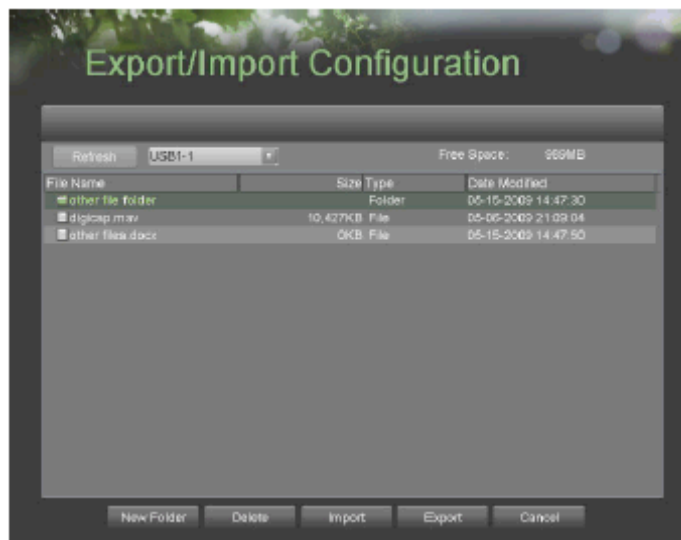 Export/Import Configuration
Refresh USB1-1 Free Space: 989MB
File Name Size Type Date Modified
other file folder Folder 05-15-2009 14:47:30
digicap.mav 10,427KB File 05-06-2009 21:09:04
other files.docx 0KB File 05-15-2009 14:47:50
New Folder Delete Import Export Cancel